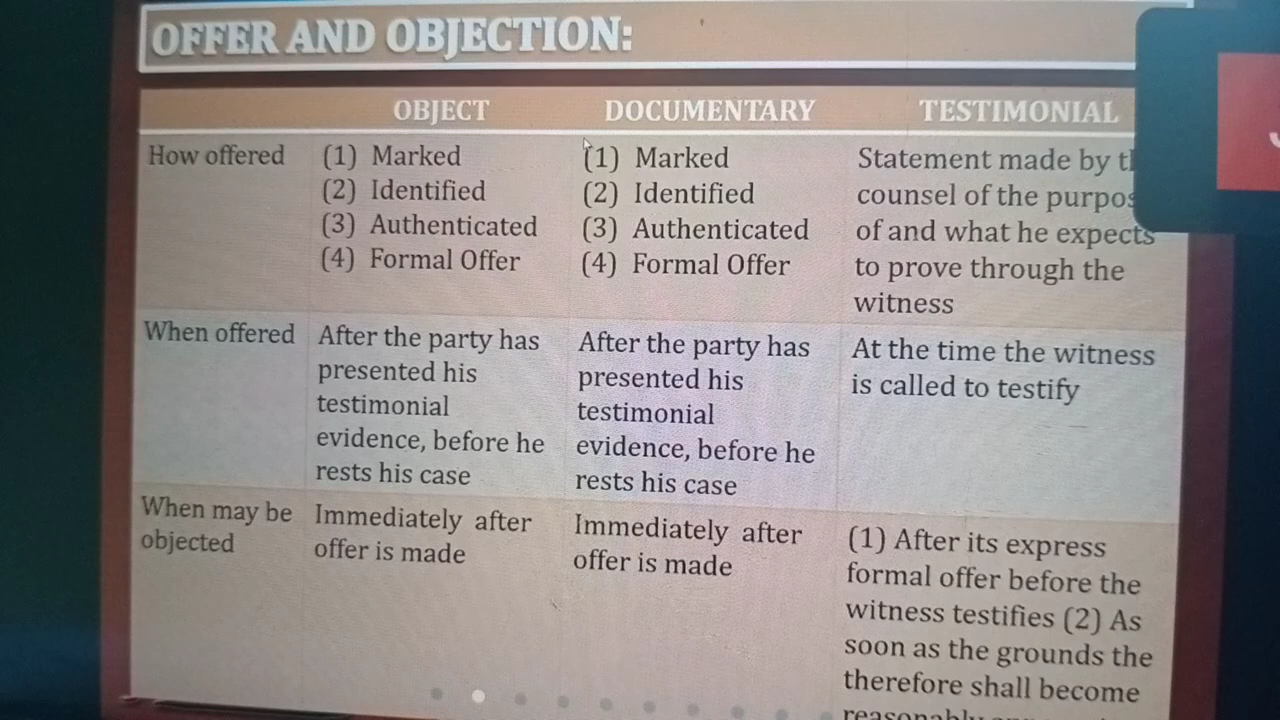 OFFER AND OBJECTION:
OBJECT DOCUMENTARY TESTIMONIAL
How offered
(1) Marked
(2) Identified
(3) Authenticated
(4) Formal Offer
(1) Marked
(2) Identified
(3) Authenticated
(4) Formal Offer
Statement made by
counsel of the
of and what he expects
to prove through the
witness
When offered
After the party has
presented his
testimonial
evidence, before he
rests his case
After the party has
presented his
testimonial
evidence, before he
rests his case
At the time the witness
is called to testify
When may be
objected
Immediately after
offer is made
Immediately after
offer is made
(1) After its express
formal offer before the
witness testifies (2) As
soon as the grounds the
therefore shall become
reasonably